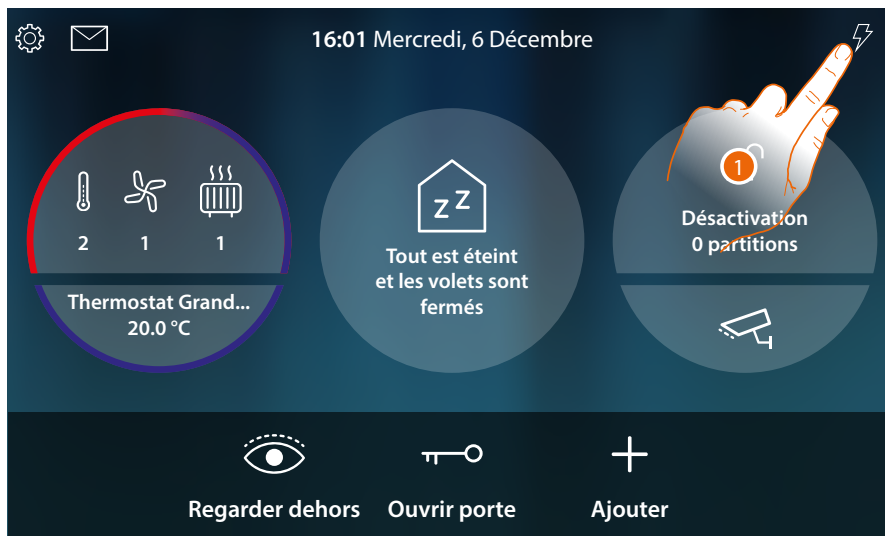 16:01 Mercredi, 6 Décembre
2 1 1
Thermostat Grand...
20.0 °C
zZ
Tout est éteint
et les volets sont
fermés
1
Désactivation
0 partitions
Regarder dehors
Ouvrir porte
Ajouter